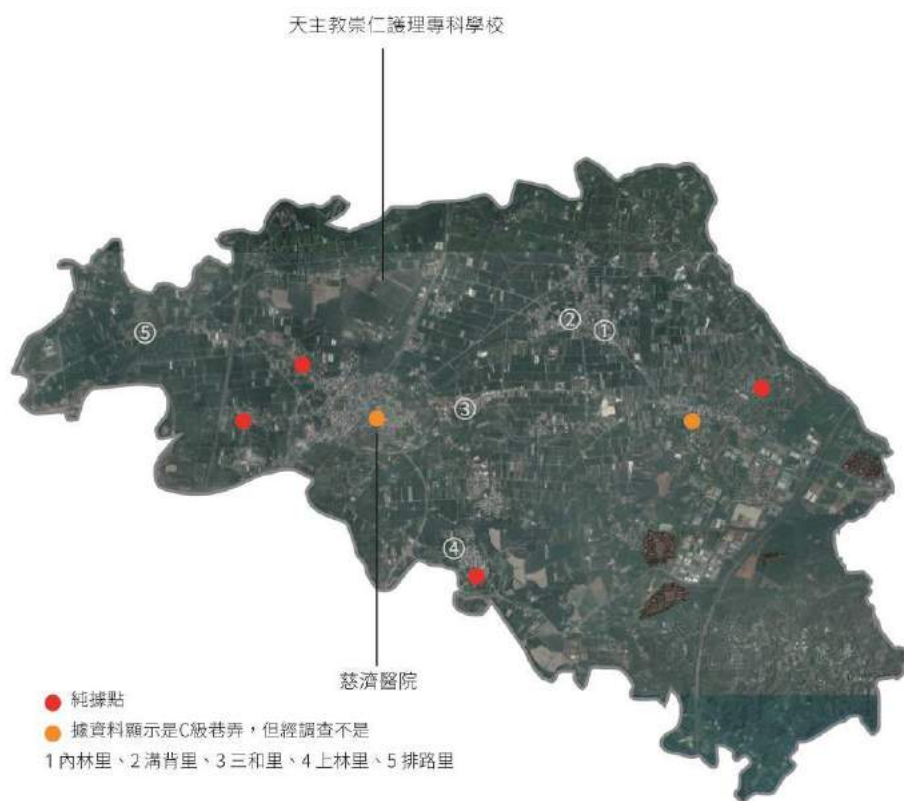 天主教崇仁護理專科學校
②
①
⑤
③
④
慈濟醫院
純據點
據資料顯示是C級巷弄，但經調查不是
1內林里、2溝背里、3三和里、4上林里、5排路里